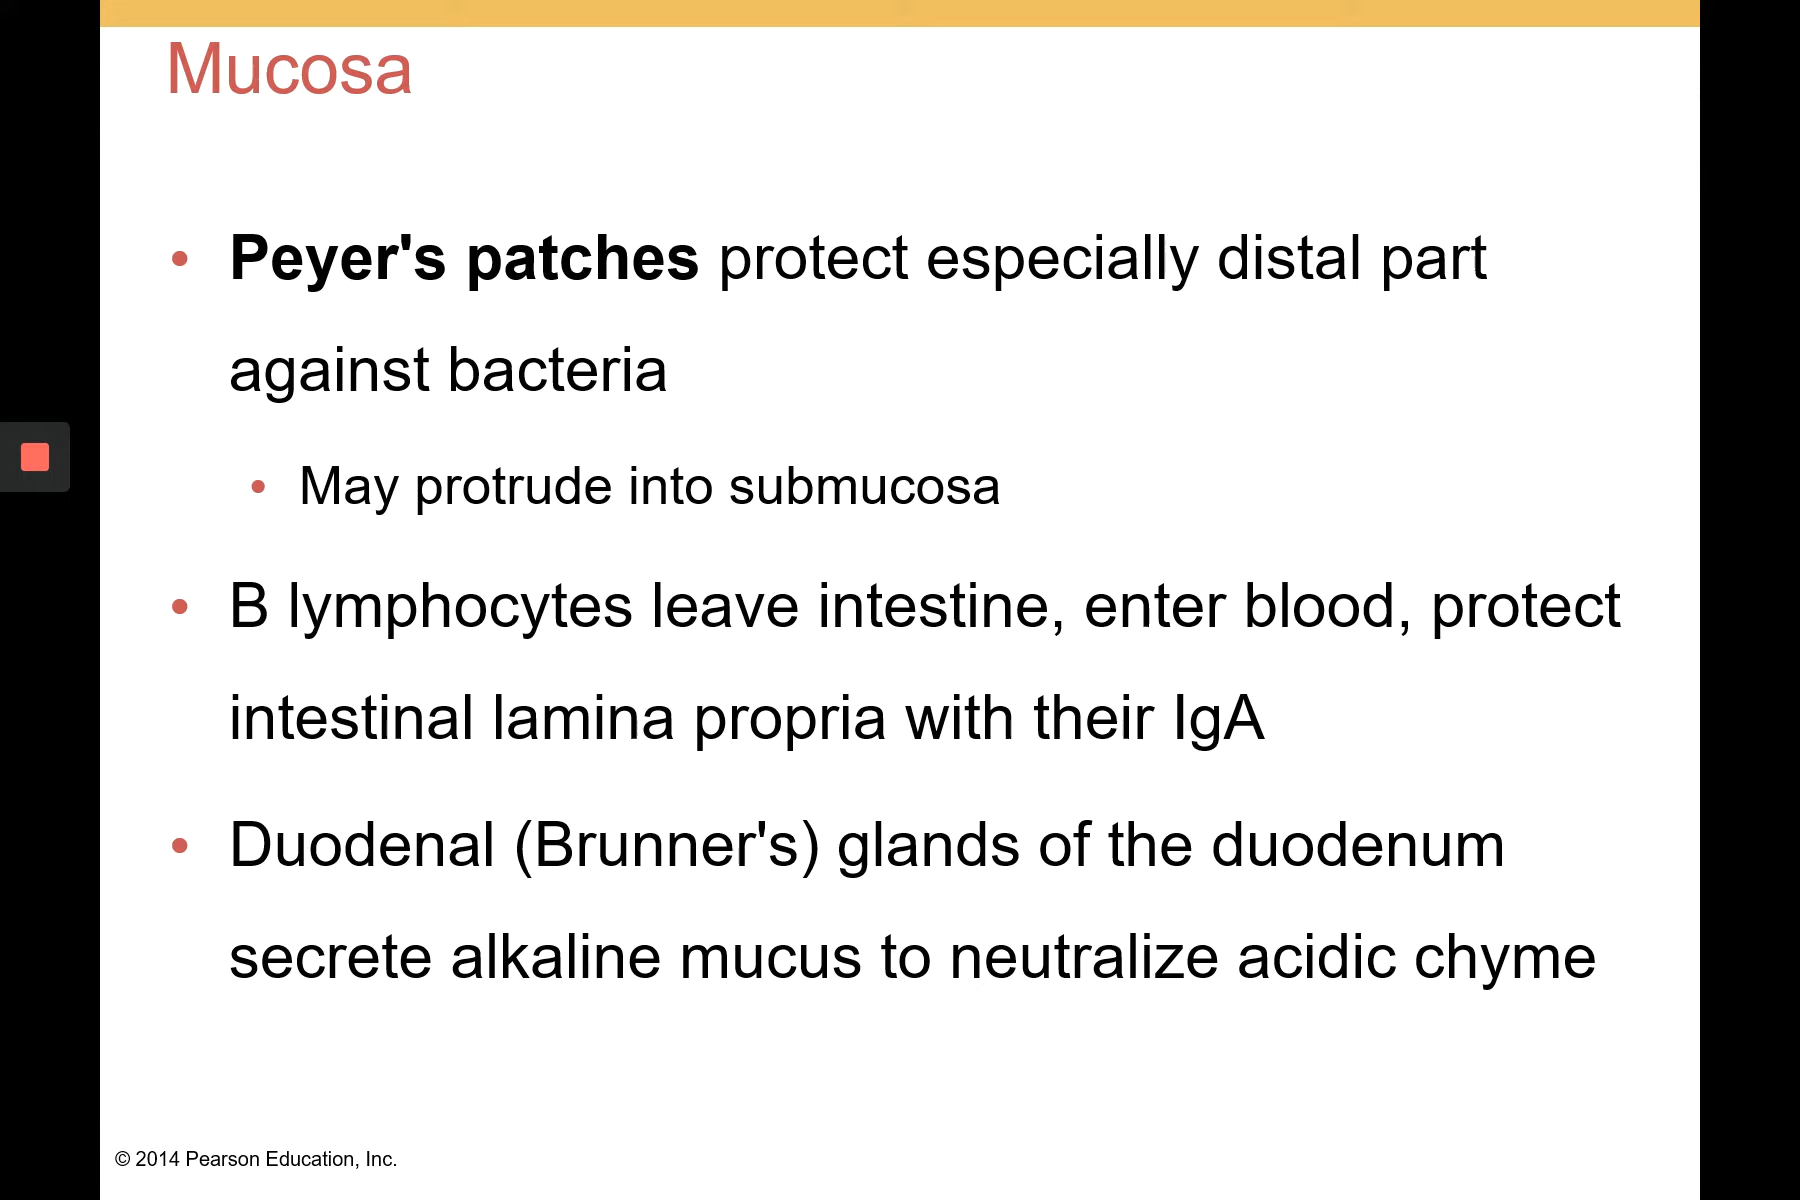 Mucosa
• Peyer's patches protect especially distal part
against bacteria
• May protrude into submucosa
• B lymphocytes leave intestine, enter blood, protect
intestinal lamina propria with their IgA
• Duodenal (Brunner's) glands of the duodenum
secrete alkaline mucus to neutralize acidic chyme
© 2014 Pearson Education, Inc.